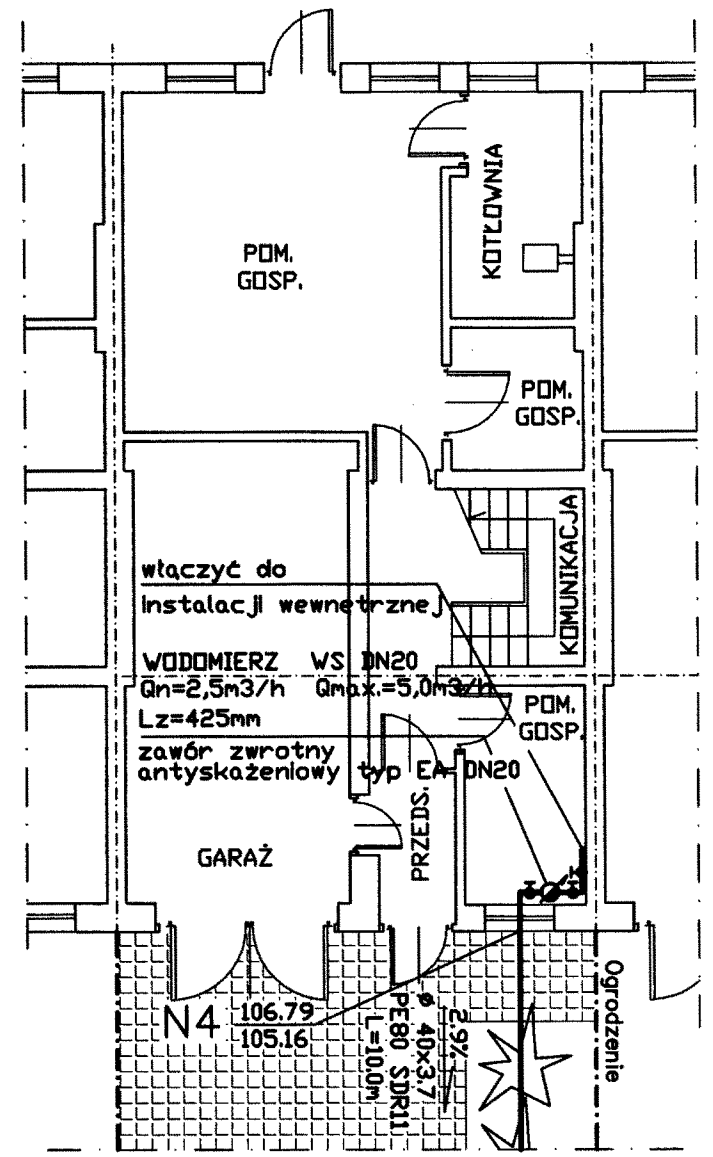 KOTŁOWNIA
POM.
GOSP.
POM.
GOSP.
KOMUNIKACJA
włączyć do
instalacji wewnętrznej
WODOMIERZ WS DN20
Qn=2,5m3/h Qmax.=5,0m3/h
Lz=425mm
zawór zwrotny
antyskażeniowy typ EA DN20
POM.
GOSP.
PRZEDS.
GARAŻ
N4
106.79
105.16
ø 40x3.7
PE80 SDR11
L=10.0m
2.9%
Ogrodzenie